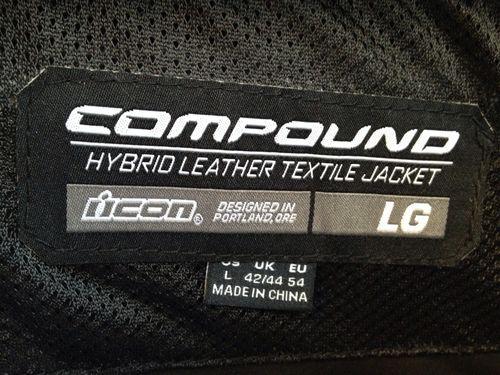 COMPOUND
HYBRID LEATHER TEXTILE JACKET
icon® DESIGNED IN PORTLAND, ORE LG
US UK EU
L 42/44 54
MADE IN CHINA